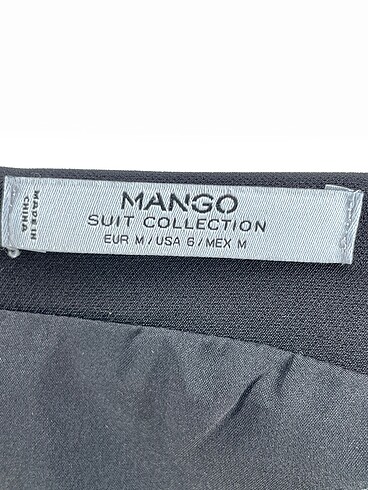 MANGO
SUIT COLLECTION
EUR M / USA 6 / MEX M
MADE IN
CHINA